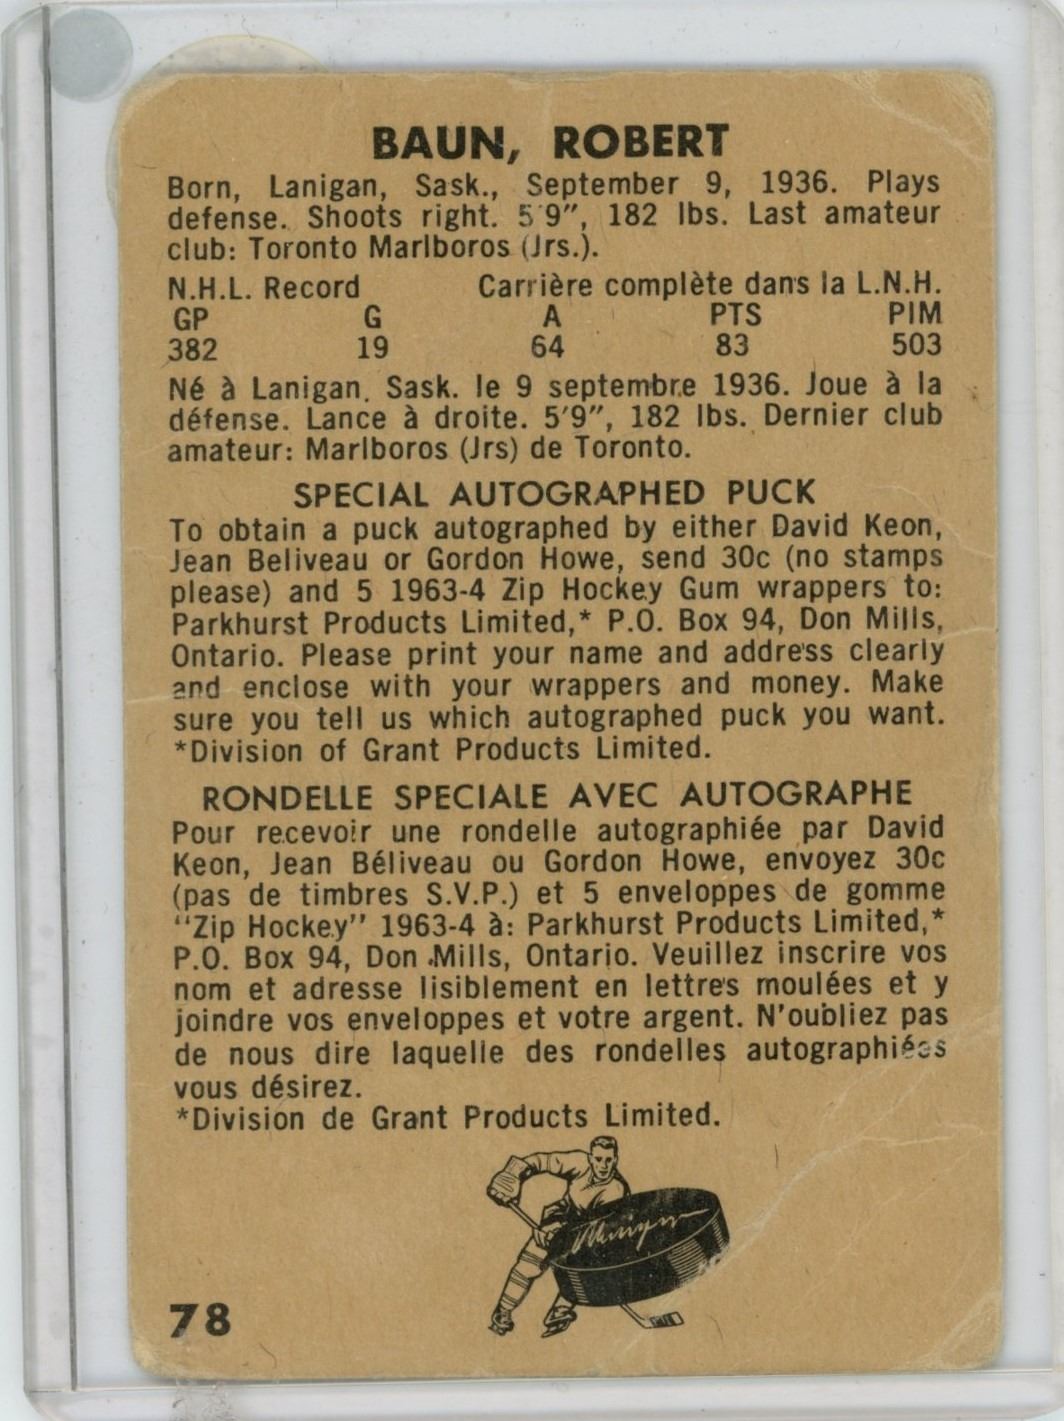 BAUN, ROBERT
Born, Lanigan, Sask., September 9, 1936. Plays
defense. Shoots right. 5'9", 182 lbs. Last amateur
club: Toronto Marlboros (Jrs.).
N.H.L. Record Carrière complète dans la L.N.H.
GP G A PTS PIM
382 19 64 83 503
Né à Lanigan, Sask. le 9 septembre 1936. Joue à la
défense. Lance à droite. 5'9", 182 lbs. Dernier club
amateur: Marlboros (Jrs) de Toronto.
SPECIAL AUTOGRAPHED PUCK
To obtain a puck autographed by either David Keon,
Jean Beliveau or Gordon Howe, send 30c (no stamps
please) and 5 1963-4 Zip Hockey Gum wrappers to:
Parkhurst Products Limited,* P.O. Box 94, Don Mills,
Ontario. Please print your name and address clearly
and enclose with your wrappers and money. Make
sure you tell us which autographed puck you want.
*Division of Grant Products Limited.
RONDELLE SPECIALE AVEC AUTOGRAPHE
Pour recevoir une rondelle autographiée par David
Keon, Jean Béliveau ou Gordon Howe, envoyez 30c
(pas de timbres S.V.P.) et 5 enveloppes de gomme
"Zip Hockey" 1963-4 à: Parkhurst Products Limited,*
P.O. Box 94, Don Mills, Ontario. Veuillez inscrire vos
nom et adresse lisiblement en lettres moulées et y
joindre vos enveloppes et votre argent. N'oubliez pas
de nous dire laquelle des rondelles autographiées
vous désirez.
*Division de Grant Products Limited.
78